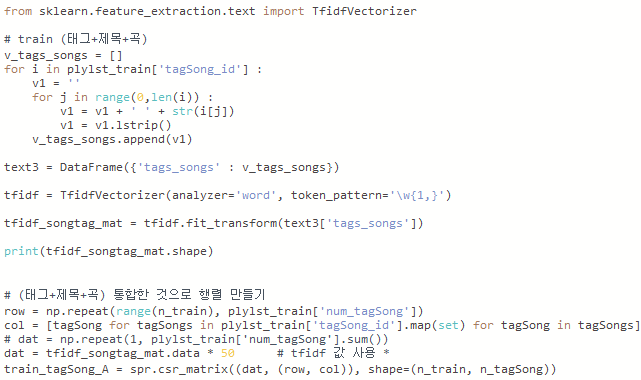 from sklearn.feature_extraction.text import TfidfVectorizer
# train (태그+제목+곡)
v_tags_songs = []
for i in plylst_train['tagSong_id'] :
    v1 = ''
    for j in range(0,len(i)) :
        v1 = v1 + ' ' + str(i[j])
        v1 = v1.lstrip()
    v_tags_songs.append(v1)
text3 = DataFrame({'tags_songs' : v_tags_songs})
tfidf = TfidfVectorizer(analyzer='word', token_pattern='\w{1,}')
tfidf_songtag_mat = tfidf.fit_transform(text3['tags_songs'])
print(tfidf_songtag_mat.shape)
# (태그+제목+곡) 통합한 것으로 행렬 만들기
row = np.repeat(range(n_train), plylst_train['num_tagSong'])
col = [tagSong for tagSongs in plylst_train['tagSong_id'].map(set) for tagSong in tagSongs]
# dat = np.repeat(1, plylst_train['num_tagSong'].sum())
dat = tfidf_songtag_mat.data * 50      # tfidf 값 사용 *
train_tagSong_A = spr.csr_matrix((dat, (row, col)), shape=(n_train, n_tagSong))